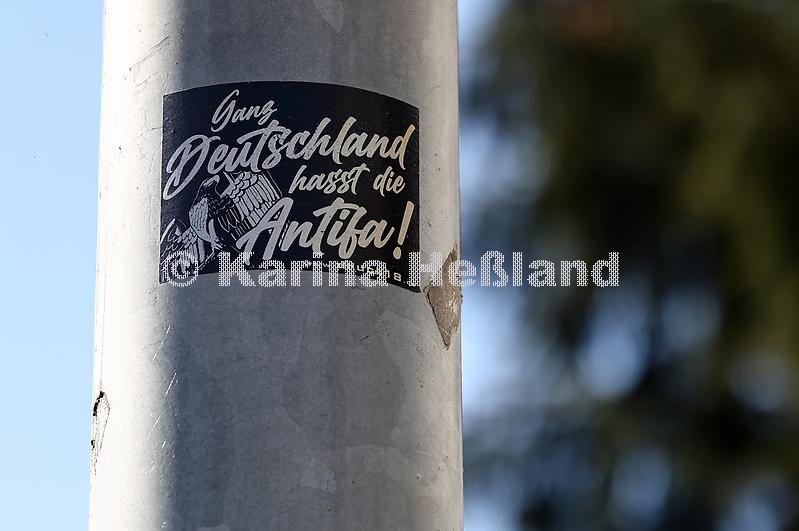 Ganz
Deutschland
hasst die
Antifa!
© Karina Heßland